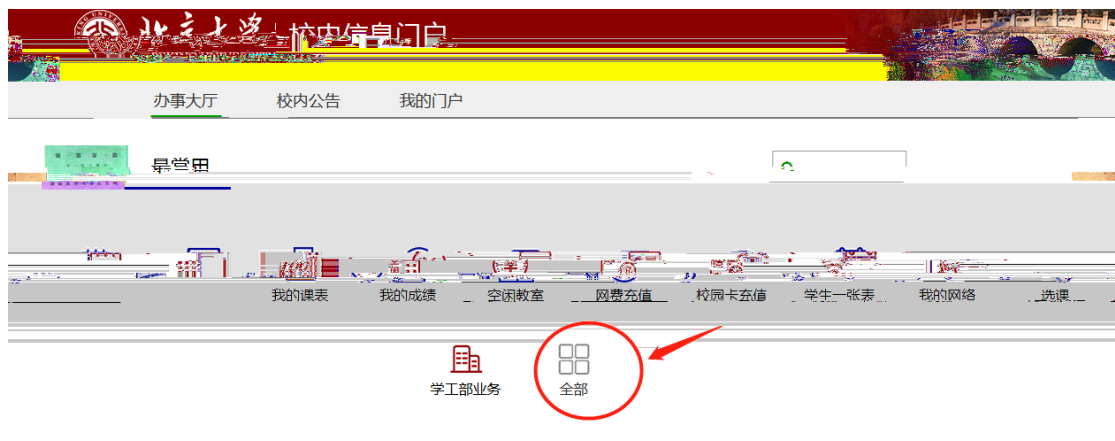 北京大学 校内信息门户
办事大厅 校内公告 我的门户
最常用
我的课表 我的成绩 空闲教室 网费充值 校园卡充值 学生一张表 我的网络 选课
学工部业务 全部